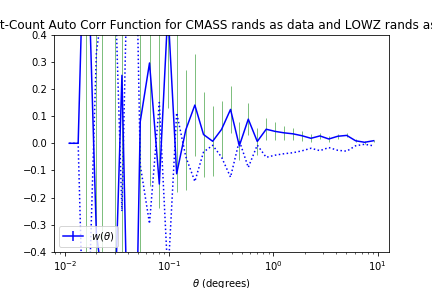 t-Count Auto Corr Function for CMASS rands as data and LOWZ rands as
0.4
0.3
0.2
0.1
0.0
−0.1
−0.2
−0.3
−0.4
w(θ)
10⁻² 10⁻¹ 10⁰ 10¹
θ (degrees)